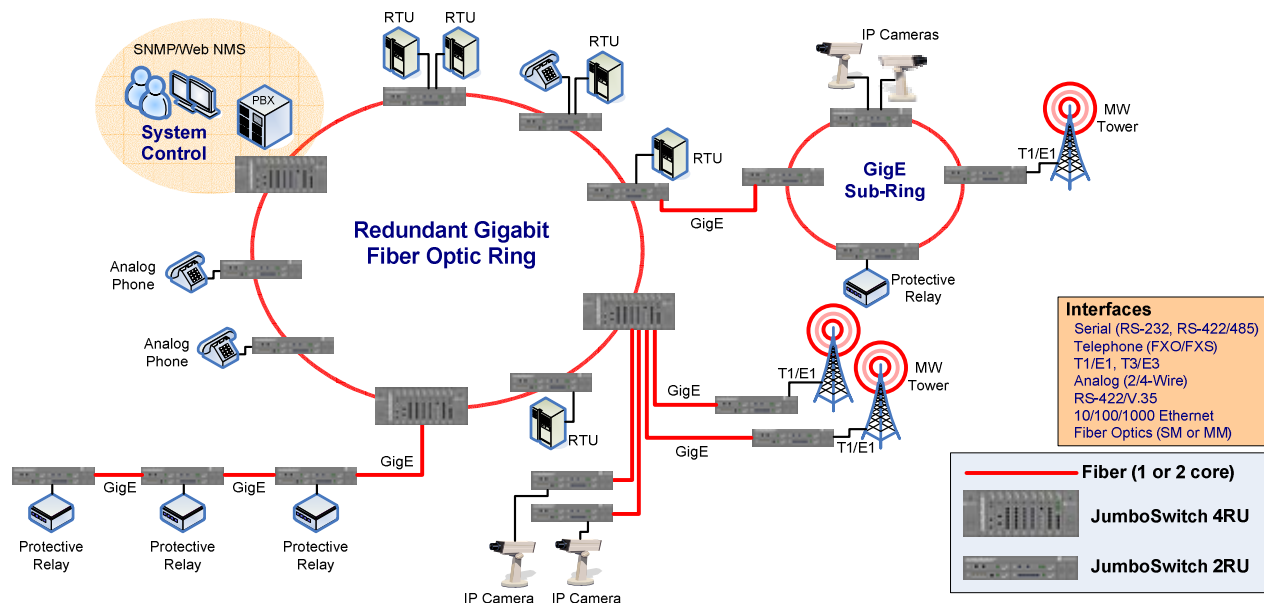 SNMP/Web NMS
PBX
System
Control
RTU
RTU
RTU
RTU
IP Cameras
MW
Tower
T1/E1
GigE
Sub-Ring
GigE
Redundant Gigabit
Fiber Optic Ring
Analog
Phone
Analog
Phone
Protective
Relay
MW
Tower
T1/E1
T1/E1
GigE
GigE
RTU
GigE
GigE
GigE
Protective
Relay
Protective
Relay
Protective
Relay
IP Camera
IP Camera
Interfaces
Serial (RS-232, RS-422/485)
Telephone (FXO/FXS)
T1/E1, T3/E3
Analog (2/4-Wire)
RS-422/V.35
10/100/1000 Ethernet
Fiber Optics (SM or MM)
Fiber (1 or 2 core)
JumboSwitch 4RU
JumboSwitch 2RU